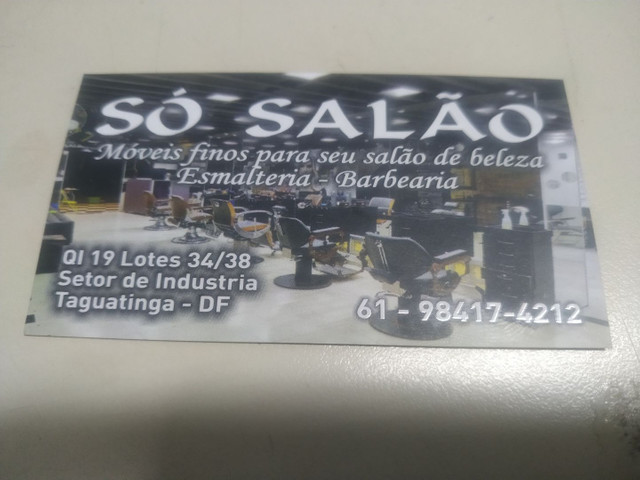 SÓ SALÃO
Móveis finos para seu salão de beleza
Esmalteria - Barbearia
QI 19 Lotes 34/38
Setor de Industria
Taguatinga - DF
61 - 98417-4212